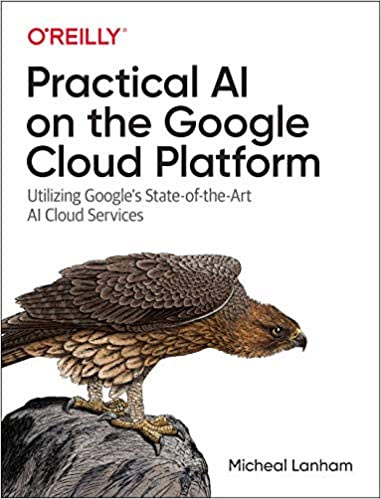 O'REILLY®
Practical AI
on the Google
Cloud Platform
Utilizing Google's State-of-the-Art
AI Cloud Services
Micheal Lanham